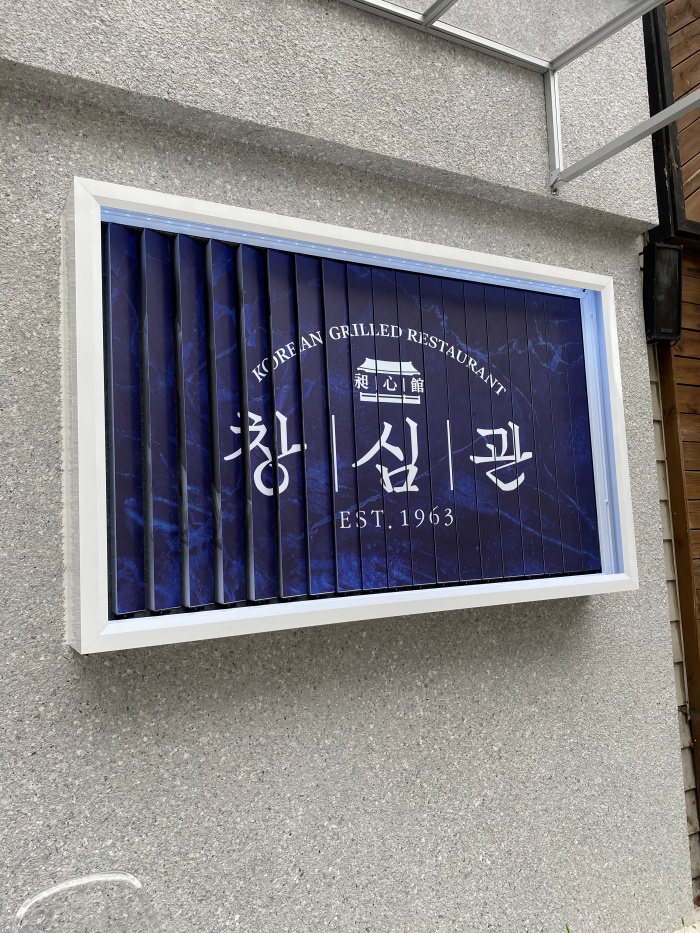 KOREAN GRILLED RESTAURANT
昶 心 館
창 심 관
EST. 1963